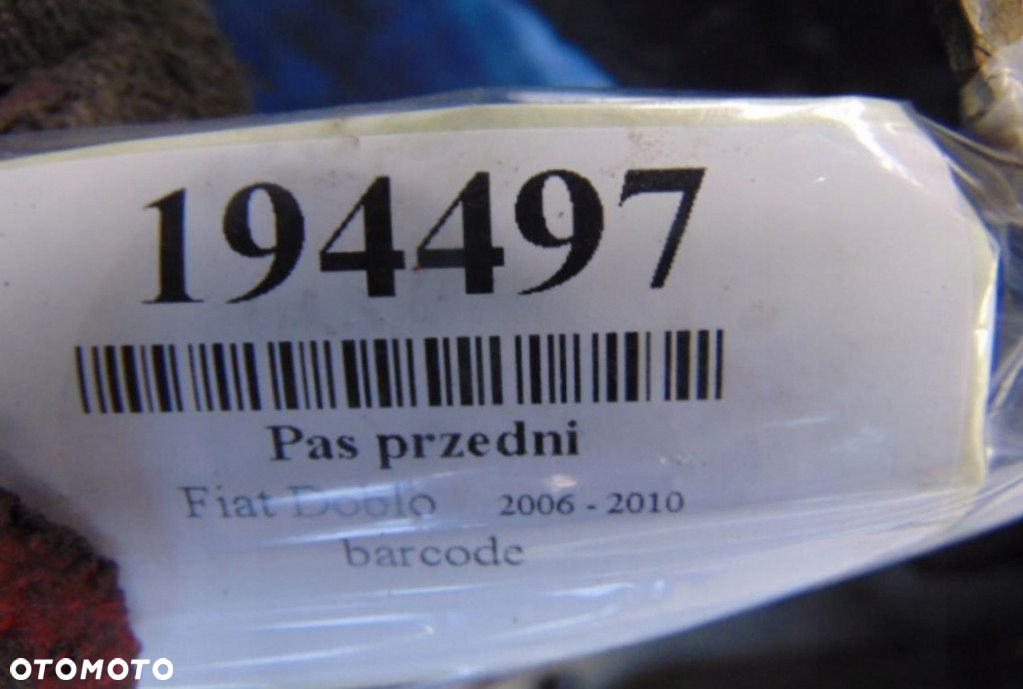 194497
Pas przedni
Fiat Doblo 2006 - 2010
barcode
OTOMOTO